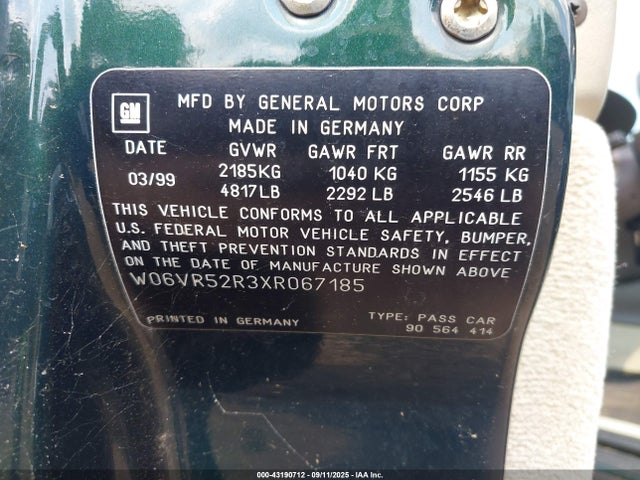 GM
MFD BY GENERAL MOTORS CORP
MADE IN GERMANY
DATE GVWR GAWR FRT GAWR RR
03/99 2185KG 1040 KG 1155 KG
4817LB 2292 LB 2546 LB
THIS VEHICLE CONFORMS TO ALL APPLICABLE
U.S. FEDERAL MOTOR VEHICLE SAFETY, BUMPER,
AND THEFT PREVENTION STANDARDS IN EFFECT
ON THE DATE OF MANUFACTURE SHOWN ABOVE
W06VR52R3XR067185
PRINTED IN GERMANY TYPE: PASS CAR
90 564 414
000-43190712 - 09/11/2025 - IAA Inc.